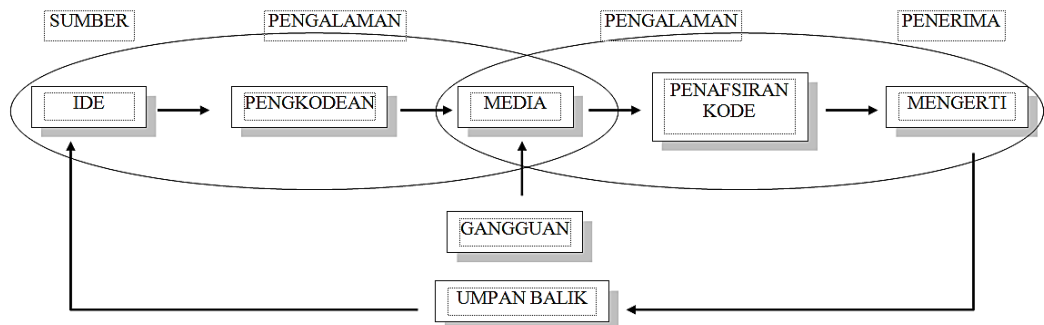 SUMBER
PENGALAMAN
PENGALAMAN
PENERIMA
IDE
PENGKODEAN
MEDIA
PENAFSIRAN
KODE
MENGERTI
GANGGUAN
UMPAN BALIK